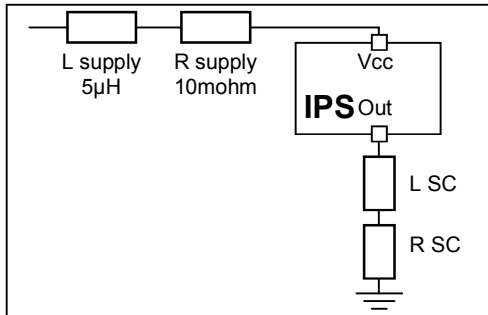 L supply
5µH
R supply
10mohm
Vcc
IPS Out
L SC
R SC